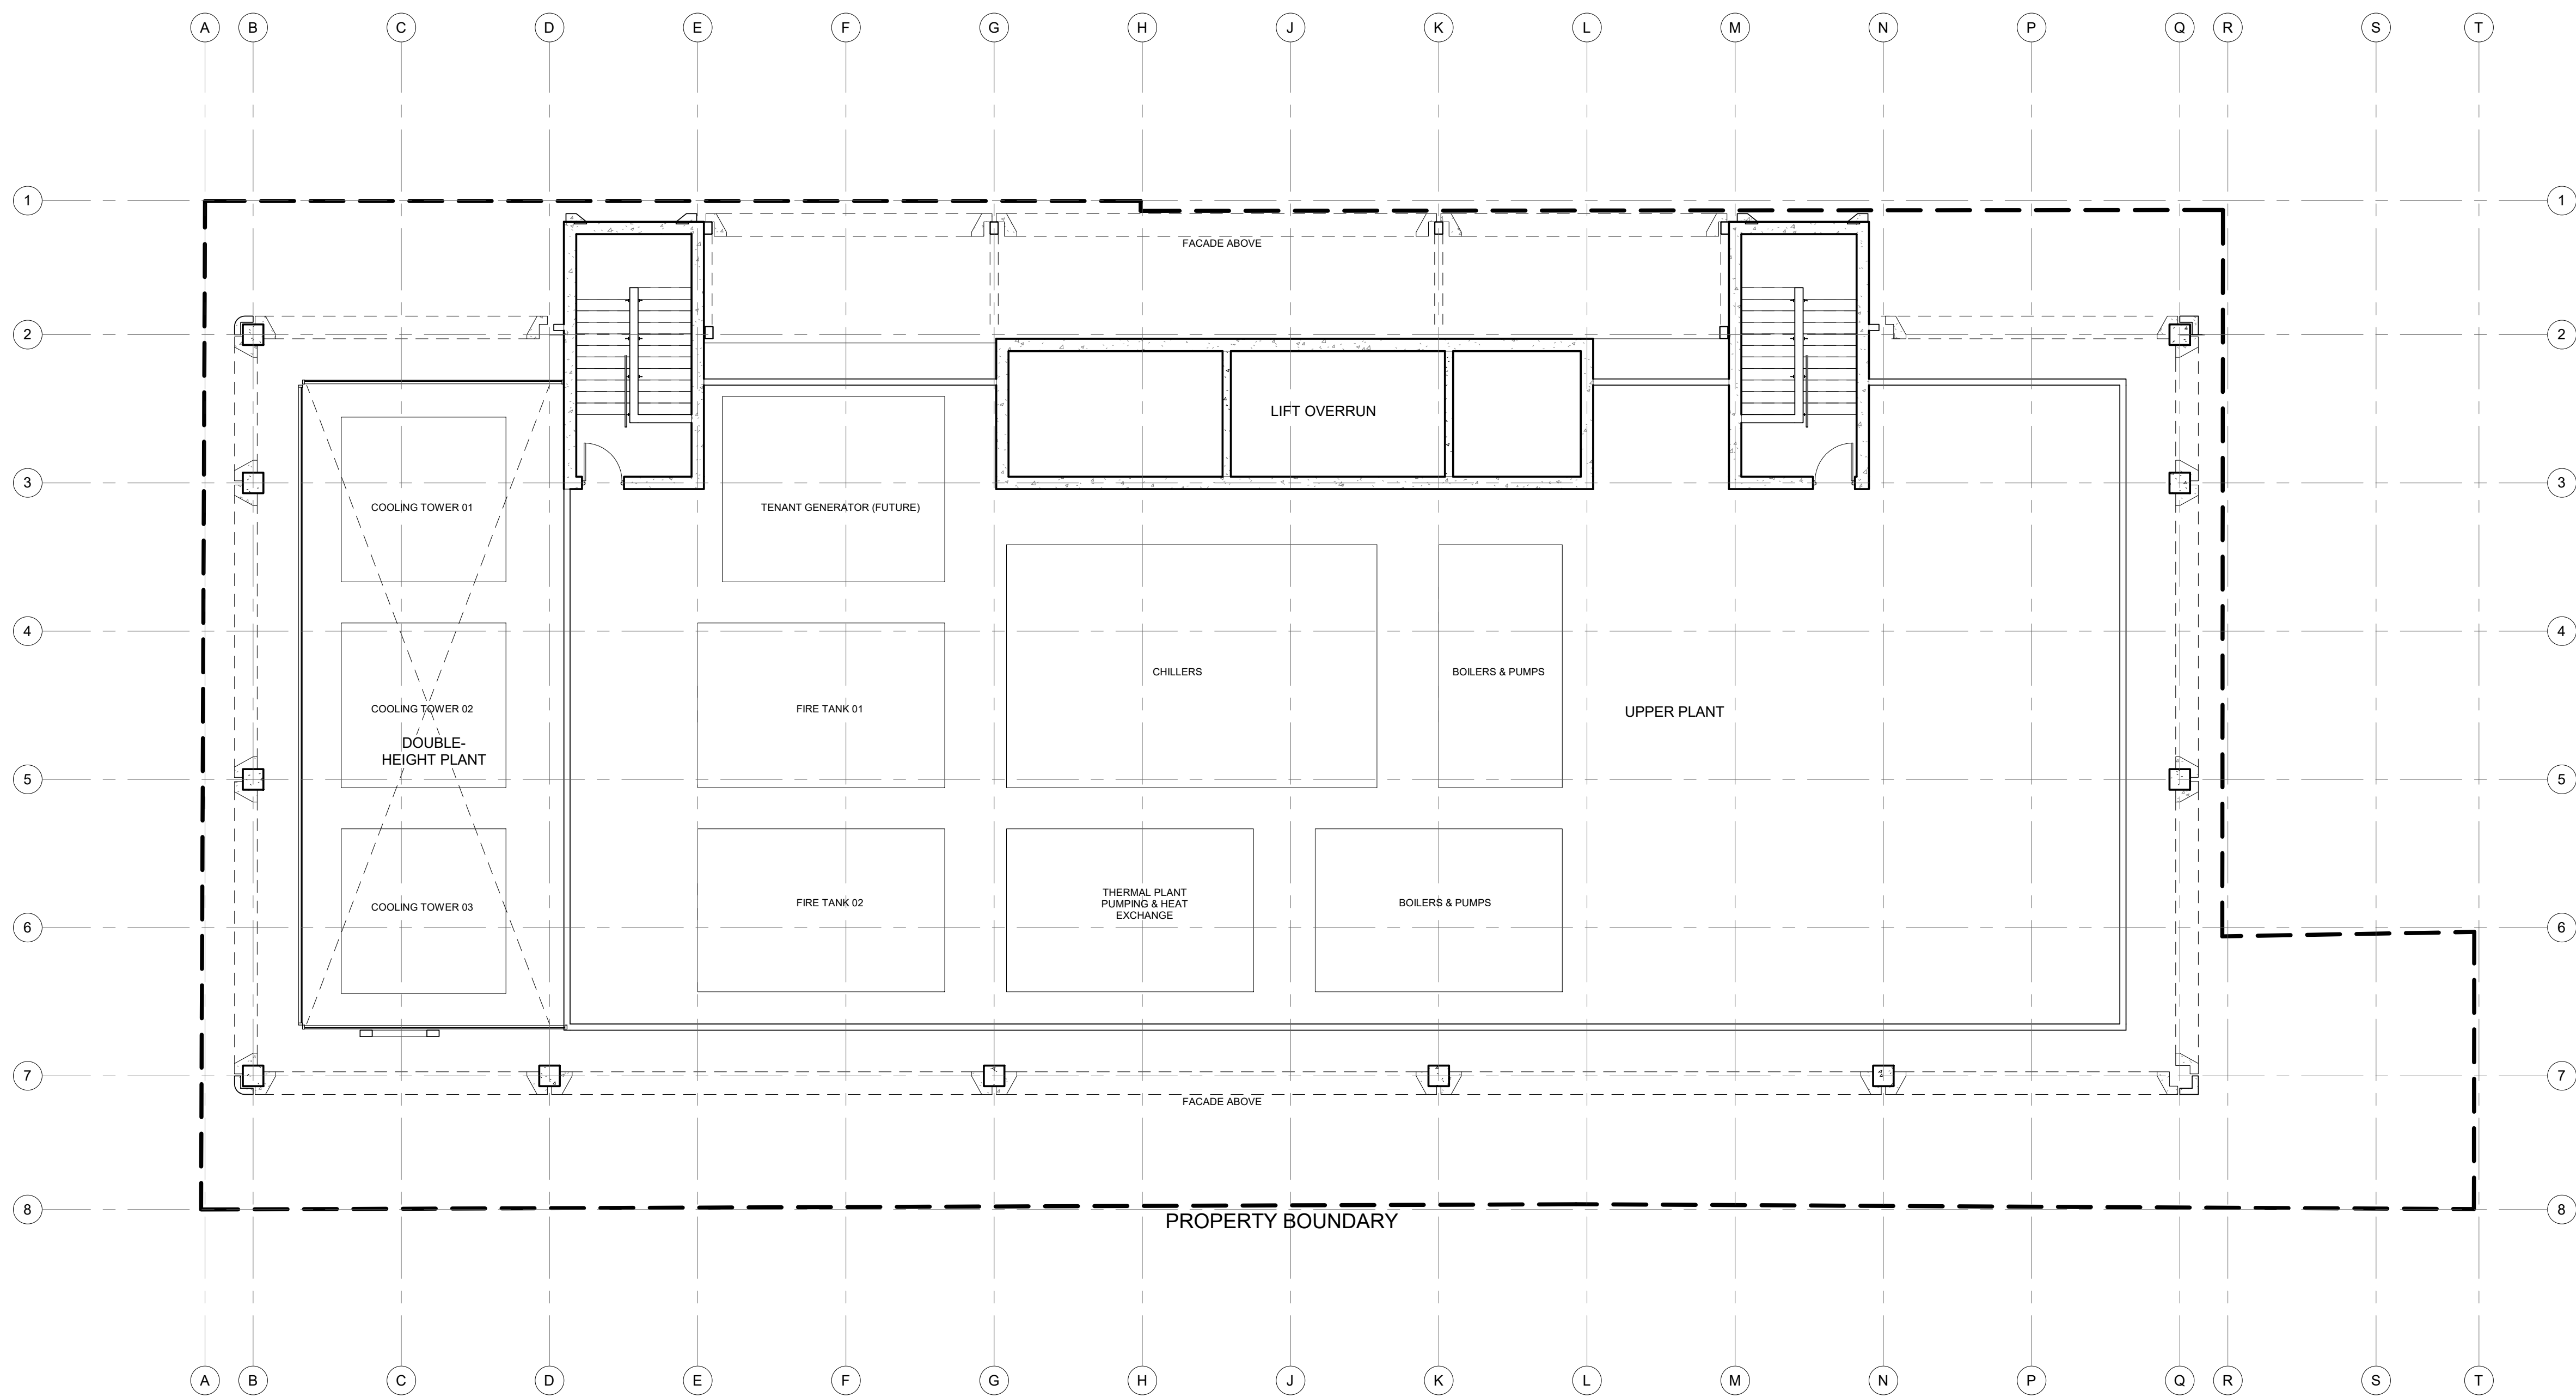 A B C D E F G H J K L M N P Q R S T
1 1
FACADE ABOVE
2 2
LIFT OVERRUN
3 3
COOLING TOWER 01
TENANT GENERATOR (FUTURE)
4 4
CHILLERS
BOILERS & PUMPS
COOLING TOWER 02
FIRE TANK 01
UPPER PLANT
DOUBLE-
HEIGHT PLANT
5 5
COOLING TOWER 03
FIRE TANK 02
THERMAL PLANT
PUMPING & HEAT
EXCHANGE
BOILERS & PUMPS
6 6
7 7
FACADE ABOVE
8 8
PROPERTY BOUNDARY
A B C D E F G H J K L M N P Q R S T